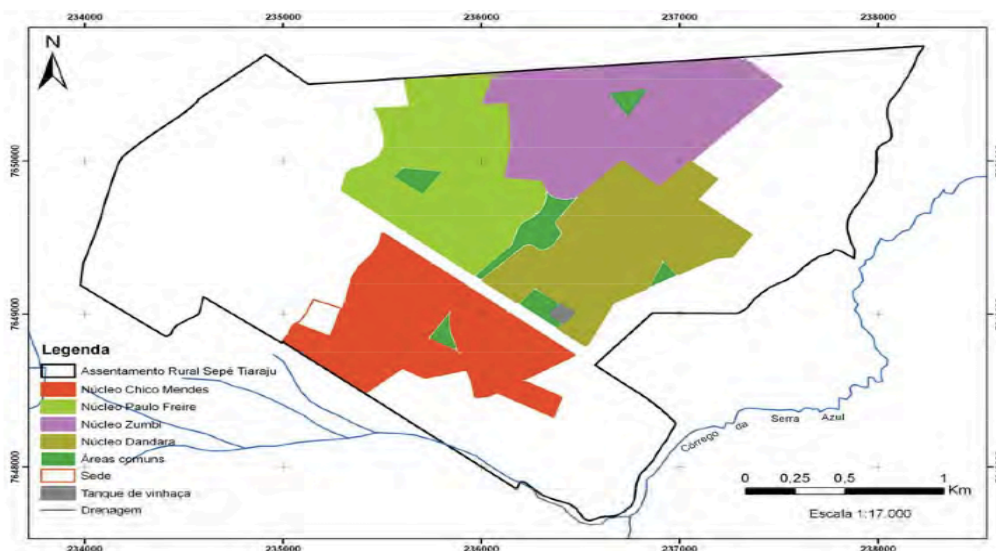 234000 235000 236000 237000 238000
N
7650000
7649000
7648000
Legenda
Assentamento Rural Sepé Tiaraju
Núcleo Chico Mendes
Núcleo Paulo Freire
Núcleo Zumbi
Núcleo Dandara
Áreas comuns
Sede
Tanque de vinhaça
Drenagem
Córrego da Serra Azul
0 0,25 0,5 1
Km
Escala 1:17.000
234000 235000 236000 237000 238000